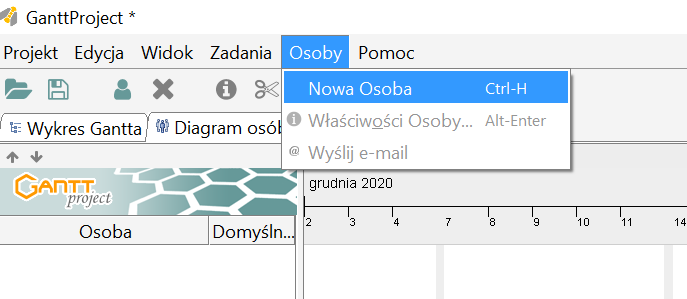 GanttProject *
Projekt Edycja Widok Zadania Osoby Pomoc
Nowa Osoba Ctrl-H
Właściwości Osoby... Alt-Enter
@ Wyślij e-mail
Wykres Gantta Diagram osób
GANTT project
grudnia 2020
Osoba Domyśln... 2 3 4 7 8 9 10 11 14